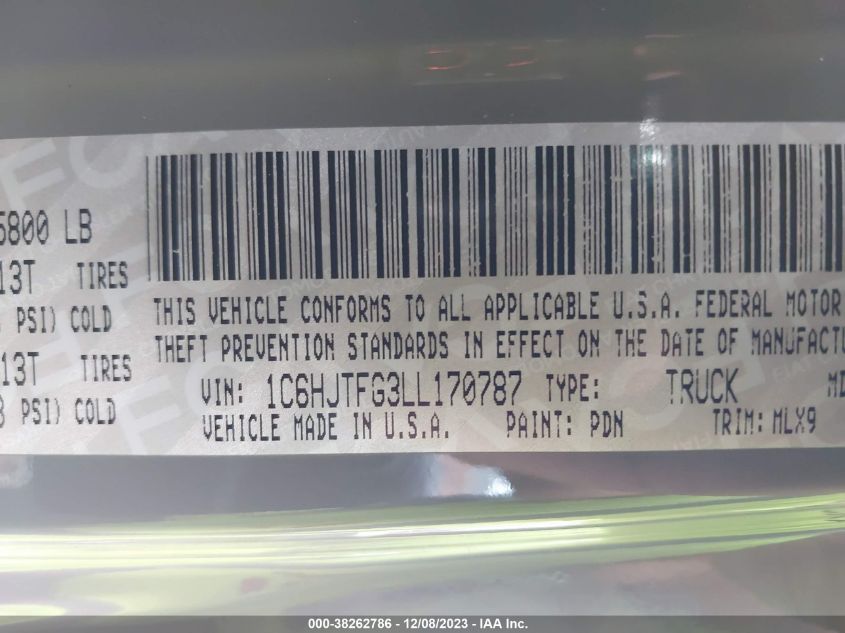 5800 LB
13T TIRES
PSI) COLD
13T TIRES
PSI) COLD
THIS VEHICLE CONFORMS TO ALL APPLICABLE U.S.A. FEDERAL MOTOR
THEFT PREVENTION STANDARDS IN EFFECT ON THE DATE OF MANUFACTU
VIN: 1C6HJTFG3LL170787 TYPE: TRUCK MD
VEHICLE MADE IN U.S.A. PAINT: PDN TRIM: MLX9
000-38262786 - 12/08/2023 - IAA Inc.